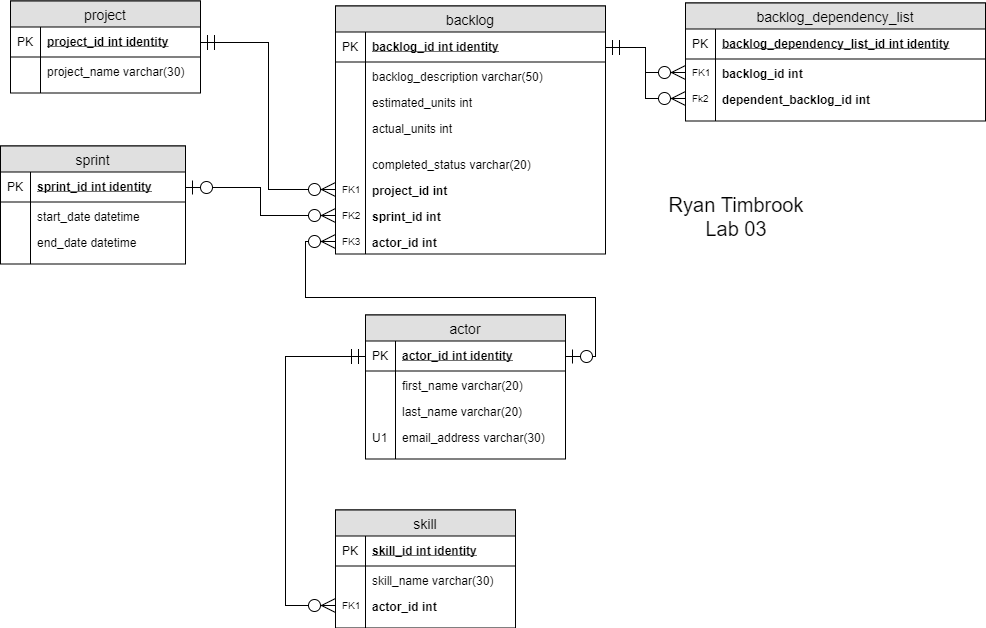 project
PK project_id int identity
project_name varchar(30)
sprint
PK sprint_id int identity
start_date datetime
end_date datetime
backlog
PK backlog_id int identity
backlog_description varchar(50)
estimated_units int
actual_units int
completed_status varchar(20)
FK1 project_id int
FK2 sprint_id int
FK3 actor_id int
backlog_dependency_list
PK backlog_dependency_list_id int identity
FK1 backlog_id int
Fk2 dependent_backlog_id int
Ryan Timbrook
Lab 03
actor
PK actor_id int identity
first_name varchar(20)
last_name varchar(20)
U1 email_address varchar(30)
skill
PK skill_id int identity
skill_name varchar(30)
FK1 actor_id int